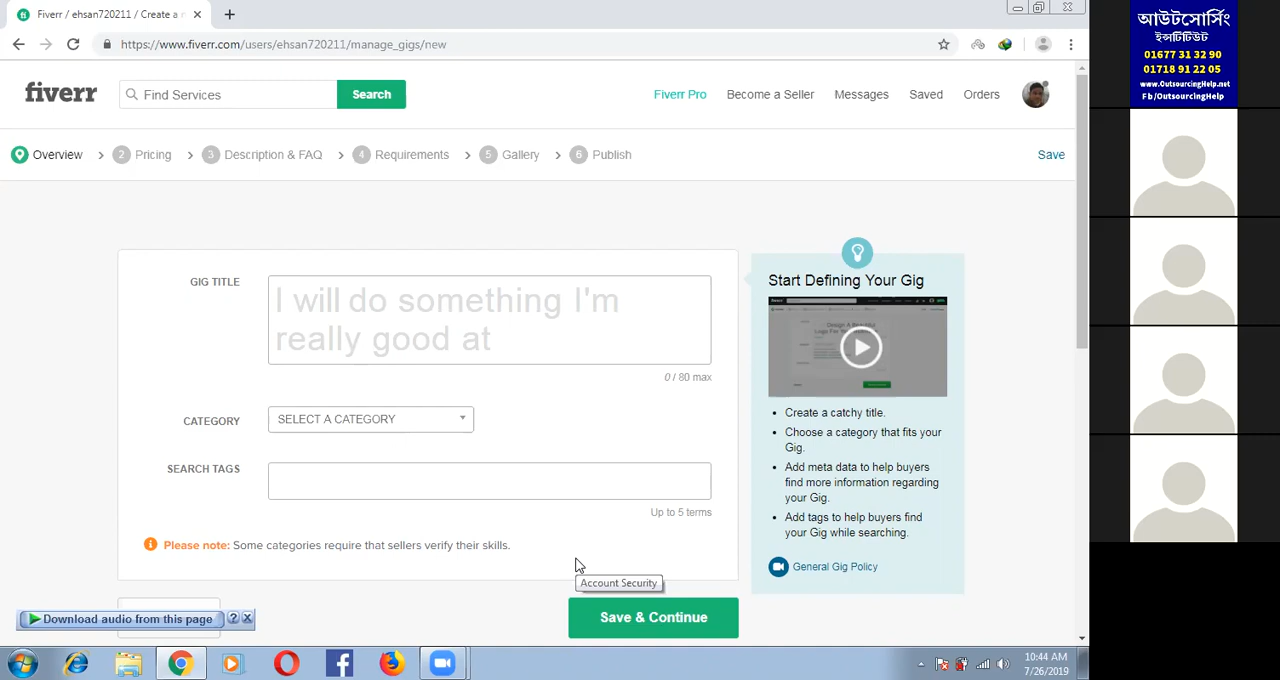 Fiverr / ehsan720211 / Create a n
https://www.fiverr.com/users/ehsan720211/manage_gigs/new
fiverr
Find Services
Search
Fiverr Pro
Become a Seller
Messages
Saved
Orders
Overview
2 Pricing
3 Description & FAQ
4 Requirements
5 Gallery
6 Publish
Save
GIG TITLE
I will do something I'm
really good at
0 / 80 max
CATEGORY
SELECT A CATEGORY
SEARCH TAGS
Up to 5 terms
Please note: Some categories require that sellers verify their skills.
Account Security
Save & Continue
Start Defining Your Gig
• Create a catchy title.
• Choose a category that fits your
Gig.
• Add meta data to help buyers
find more information regarding
your Gig.
• Add tags to help buyers find
your Gig while searching.
General Gig Policy
Download audio from this page
10:44 AM
7/26/2019
আউটসোর্সিং
ইন্সটিটিউট
01677 31 32 90
01718 91 22 05
www.OutsourcingHelp.net
Fb/OutsourcingHelp